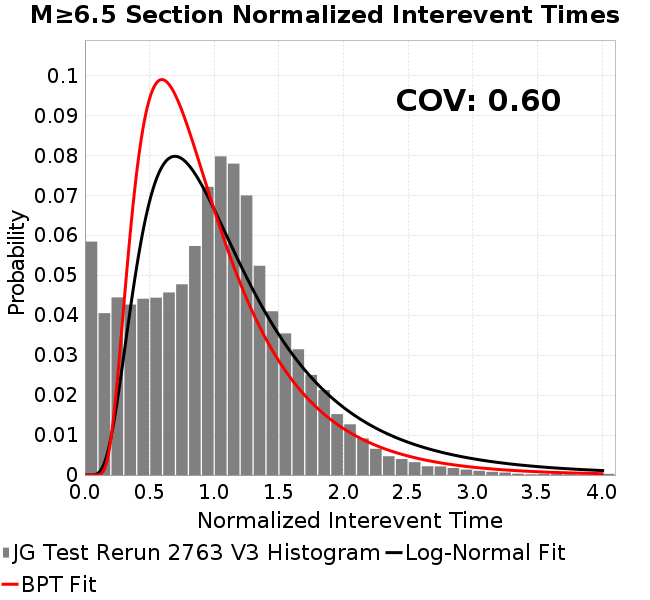 M≥6.5 Section Normalized Interevent Times
COV: 0.60
0.1
0.09
0.08
0.07
0.06
0.05
0.04
0.03
0.02
0.01
0
Probability
0.0 0.5 1.0 1.5 2.0 2.5 3.0 3.5 4.0
Normalized Interevent Time
JG Test Rerun 2763 V3 Histogram Log-Normal Fit
BPT Fit